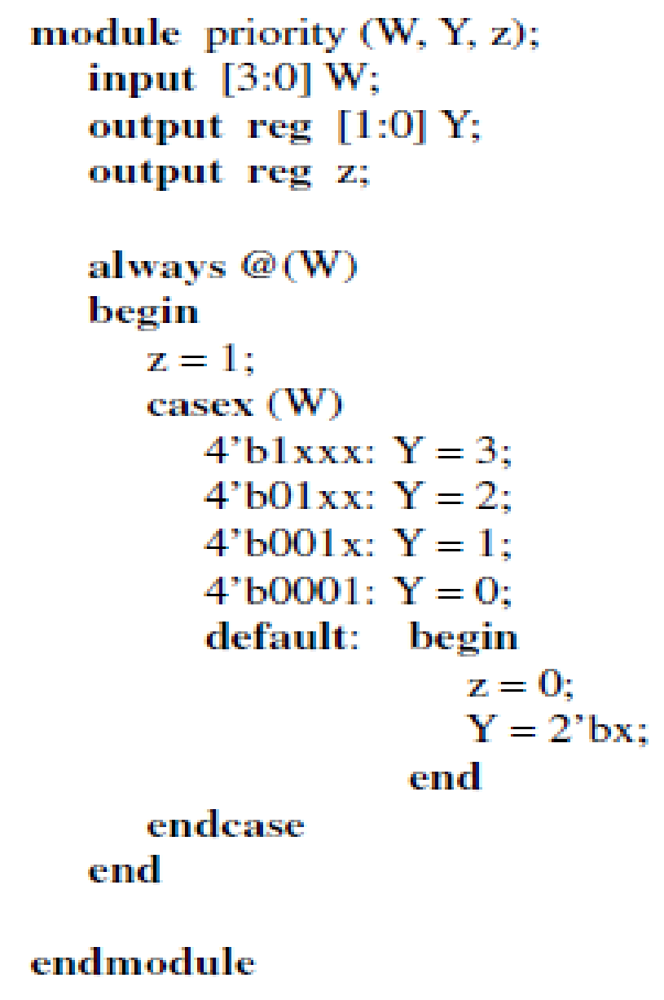 module priority (W, Y, z);
input [3:0] W;
output reg [1:0] Y;
output reg z;
always @(W)
begin
z = 1;
casex (W)
4’b1xxx: Y = 3;
4’b01xx: Y = 2;
4’b001x: Y = 1;
4’b0001: Y = 0;
default: begin
z = 0;
Y = 2’bx;
end
endcase
end
endmodule